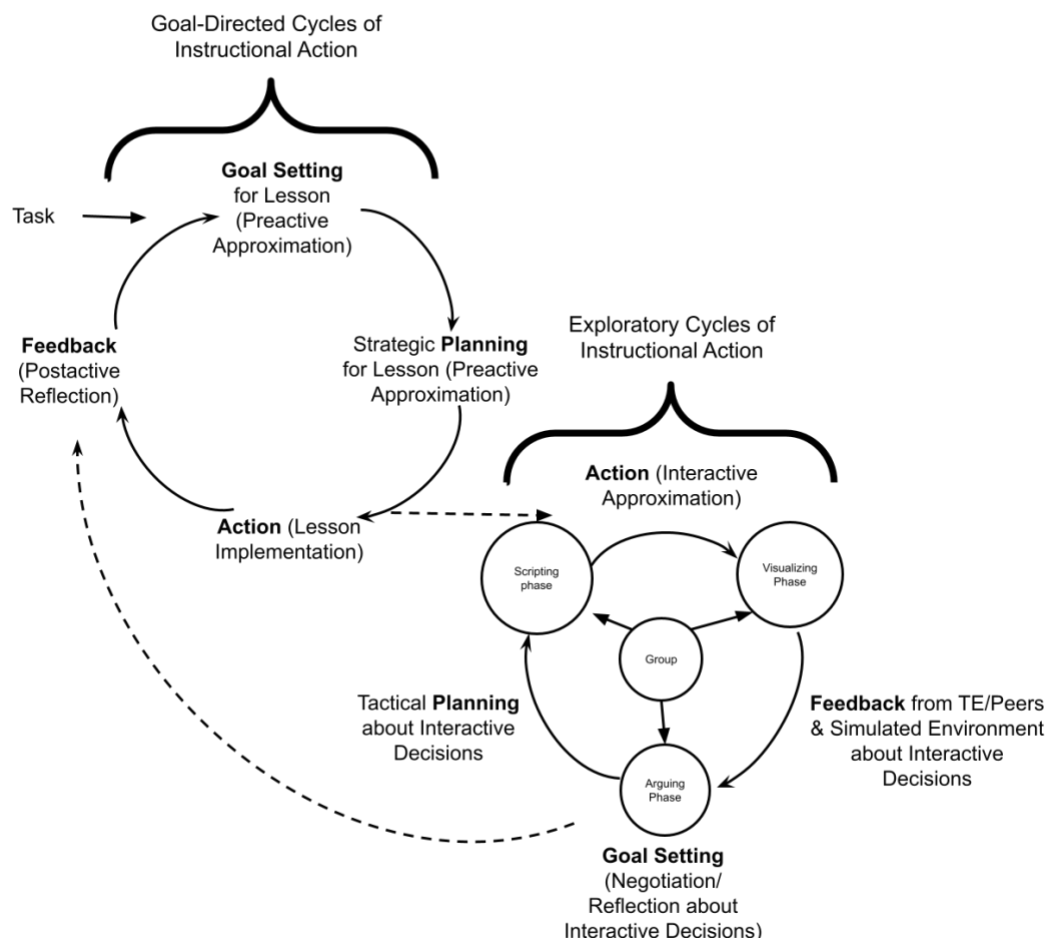 Goal-Directed Cycles of
Instructional Action
Goal Setting
for Lesson
(Preactive
Approximation)
Task
Feedback
(Postactive
Reflection)
Strategic Planning
for Lesson (Preactive
Approximation)
Action (Lesson
Implementation)
Exploratory Cycles of
Instructional Action
Action (Interactive
Approximation)
Scripting
phase
Visualizing
Phase
Group
Tactical Planning
about Interactive
Decisions
Feedback from TE/Peers
& Simulated Environment
about Interactive
Decisions
Arguing
Phase
Goal Setting
(Negotiation/
Reflection about
Interactive Decisions)